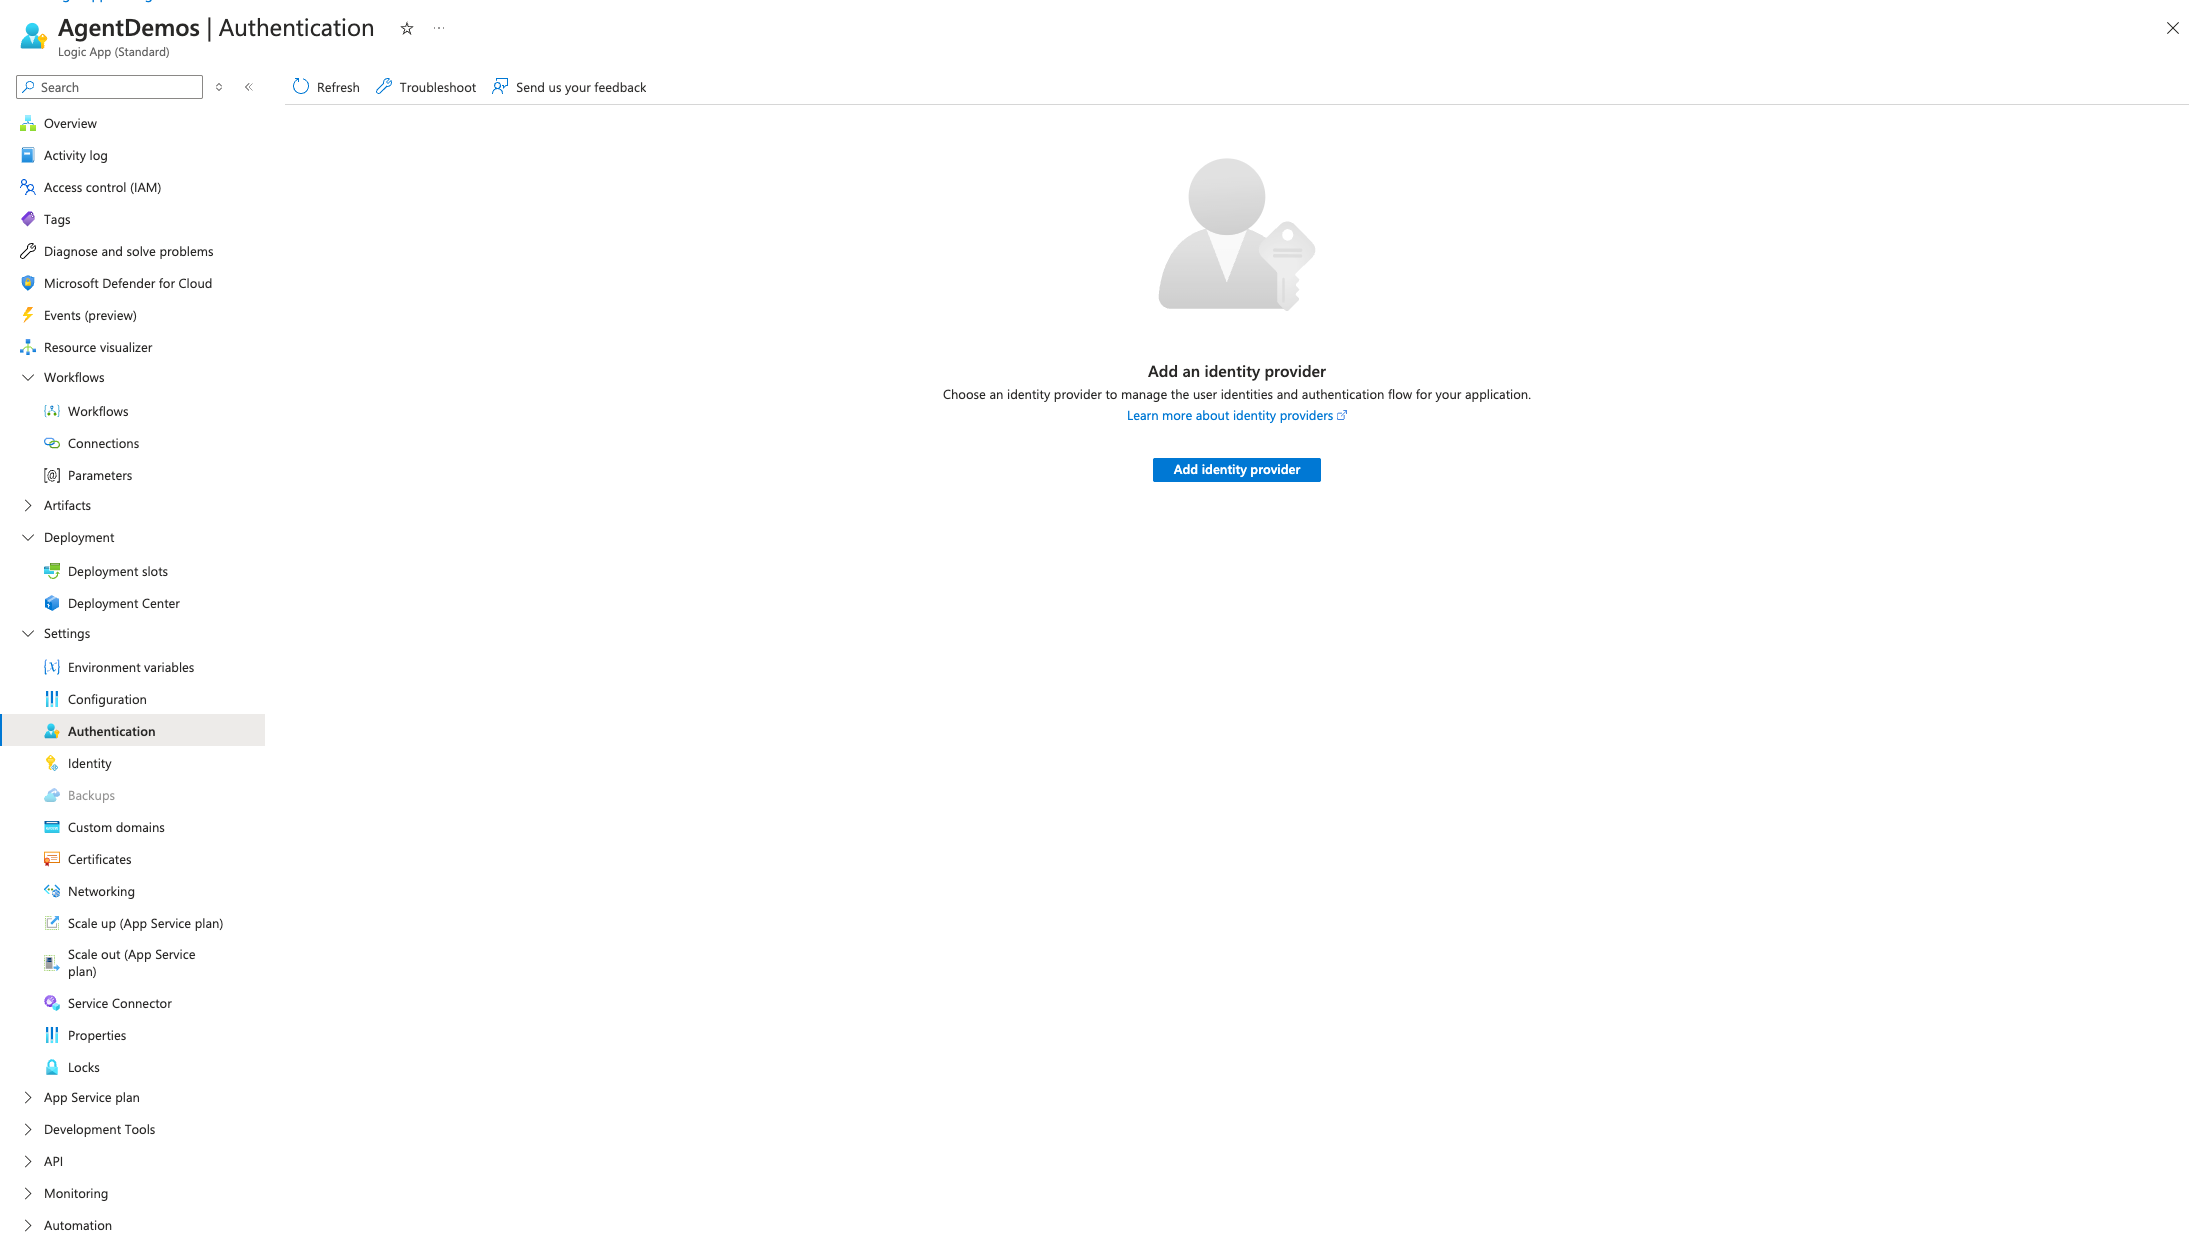 AgentDemos | Authentication
Logic App (Standard)
Search
Refresh
Troubleshoot
Send us your feedback
Overview
Activity log
Access control (IAM)
Tags
Diagnose and solve problems
Microsoft Defender for Cloud
Events (preview)
Resource visualizer
Workflows
Workflows
Connections
[@] Parameters
Artifacts
Deployment
Deployment slots
Deployment Center
Settings
Environment variables
Configuration
Authentication
Identity
Backups
Custom domains
Certificates
Networking
Scale up (App Service plan)
Scale out (App Service
plan)
Service Connector
Properties
Locks
App Service plan
Development Tools
API
Monitoring
Automation
Add an identity provider
Choose an identity provider to manage the user identities and authentication flow for your application.
Learn more about identity providers
Add identity provider